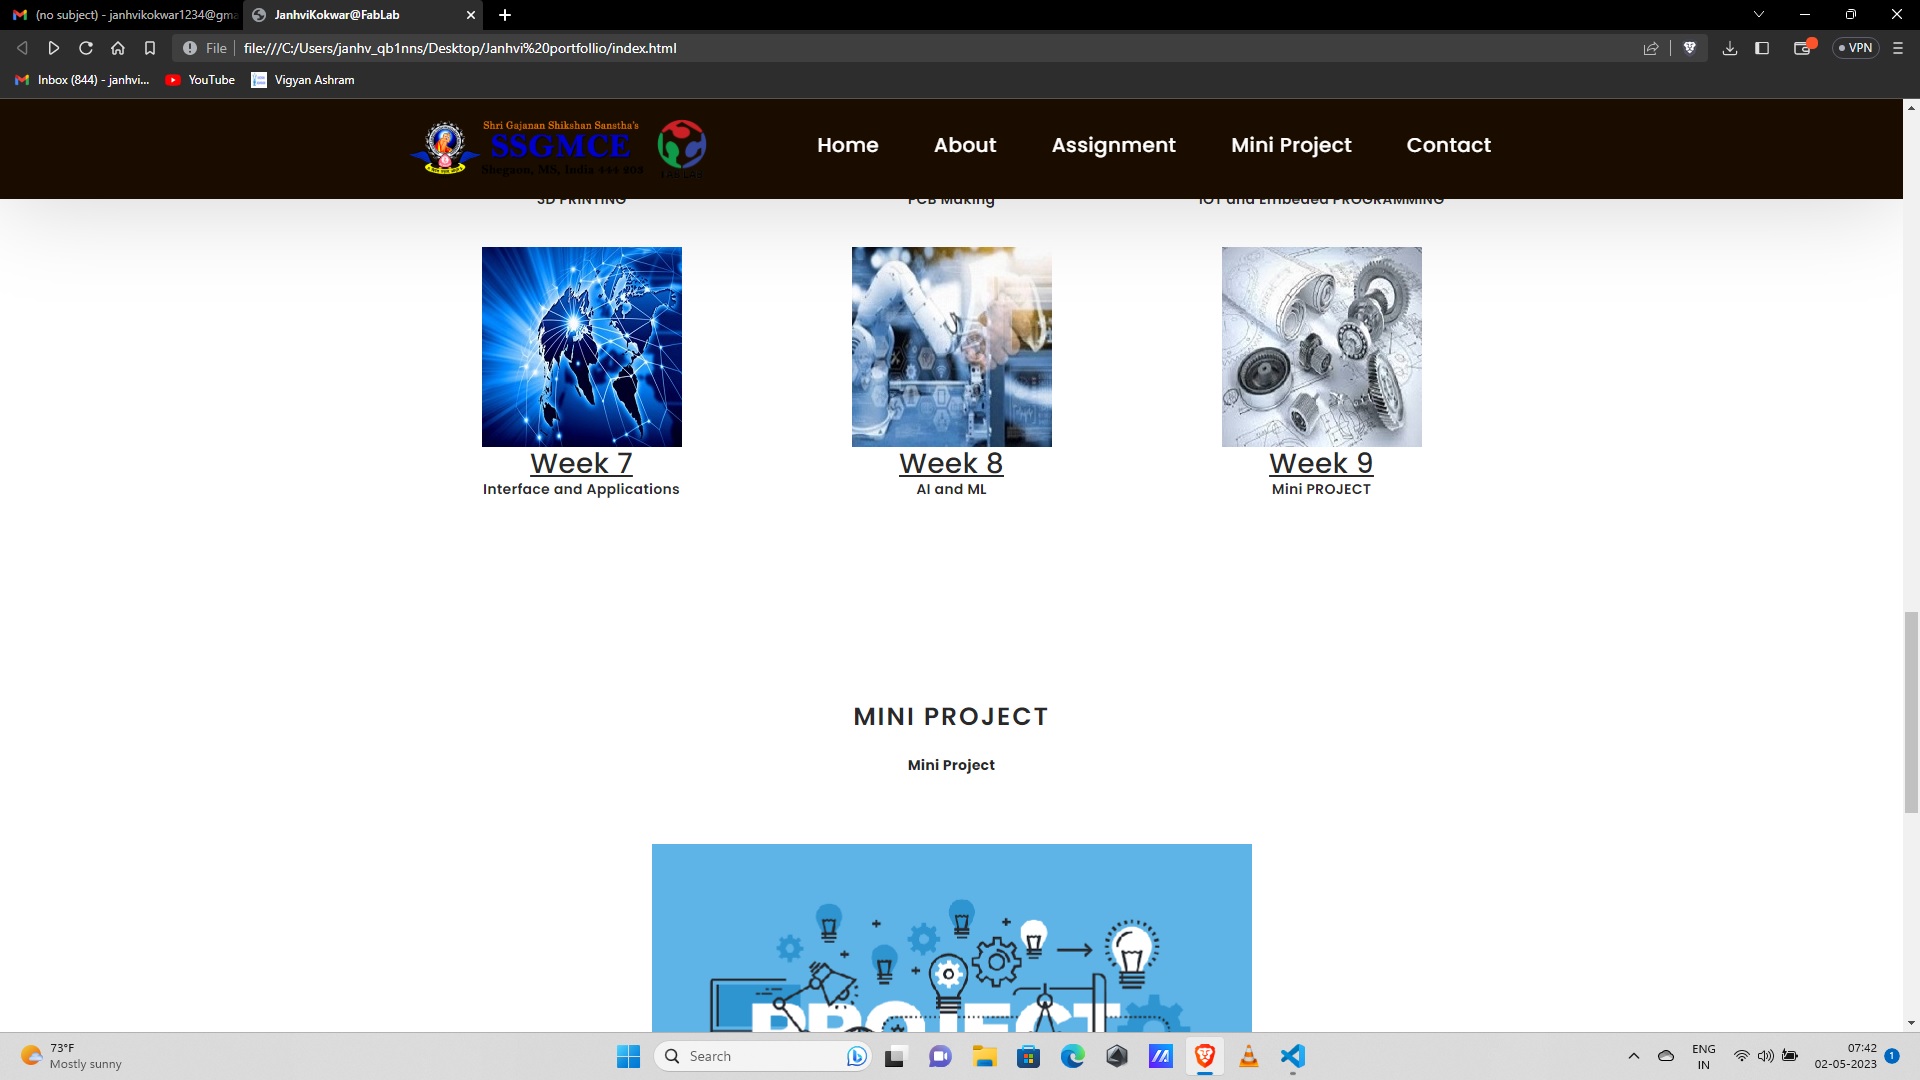 (no subject) - janhvikokwar1234@gma
JanhviKokwar@FabLab
File
file:///C:/Users/janhv_qb1nns/Desktop/Janhvi%20portfollio/index.html
VPN
Inbox (844) - janhvi...
YouTube
Vigyan Ashram
Shri Gajanan Shikshan Sanstha's
SSGMCE
Shegaon, MS, India 444 203
Home
About
Assignment
Mini Project
Contact
3D PRINTING
PCB Making
IOT and Embeded PROGRAMMING
Week 7
Interface and Applications
Week 8
AI and ML
Week 9
Mini PROJECT
MINI PROJECT
Mini Project
PROJECT
73°F
Mostly sunny
Search
ENG
IN
07:42
02-05-2023
1